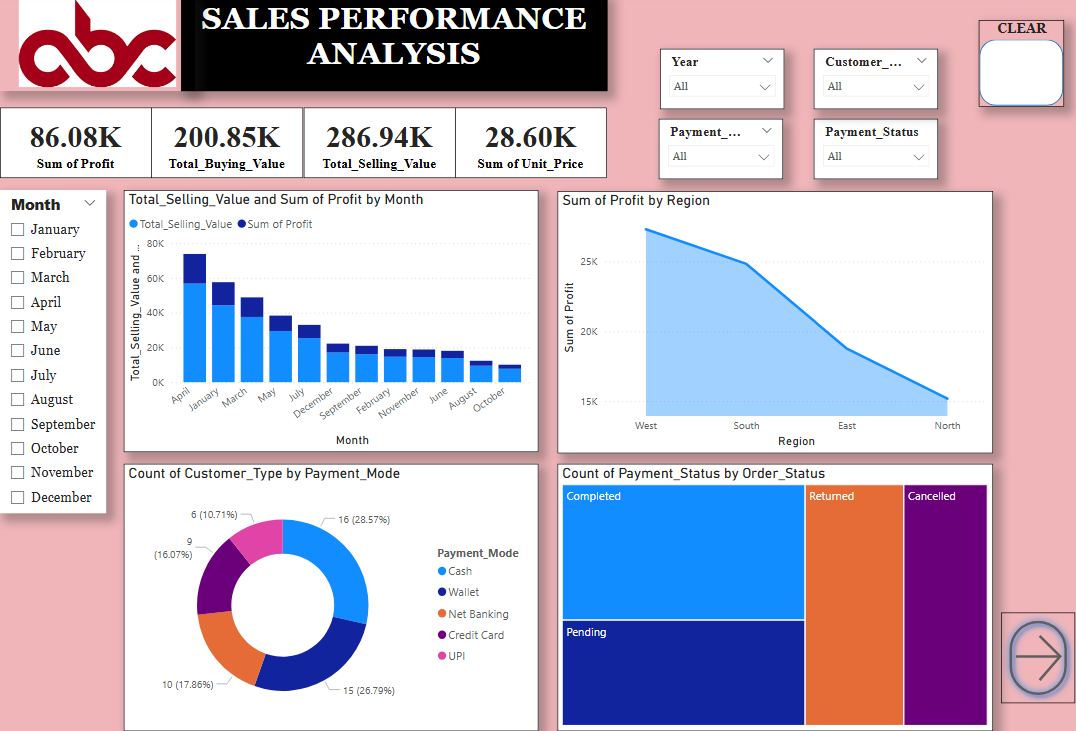 abc
SALES PERFORMANCE
ANALYSIS
CLEAR
Year
All
Customer_...
All
Payment_...
All
Payment_Status
All
86.08K
Sum of Profit
200.85K
Total_Buying_Value
286.94K
Total_Selling_Value
28.60K
Sum of Unit_Price
Month
January
February
March
April
May
June
July
August
September
October
November
December
Total_Selling_Value and Sum of Profit by Month
Total_Selling_Value Sum of Profit
Total_Selling_Value and ...
80K
60K
40K
20K
0K
April January March May July December September February November June August October
Month
Sum of Profit by Region
Sum of Profit
25K
20K
15K
West South East North
Region
Count of Customer_Type by Payment_Mode
6 (10.71%)
16 (28.57%)
9
(16.07%)
10 (17.86%)
15 (26.79%)
Payment_Mode
Cash
Wallet
Net Banking
Credit Card
UPI
Count of Payment_Status by Order_Status
Completed
Returned
Cancelled
Pending